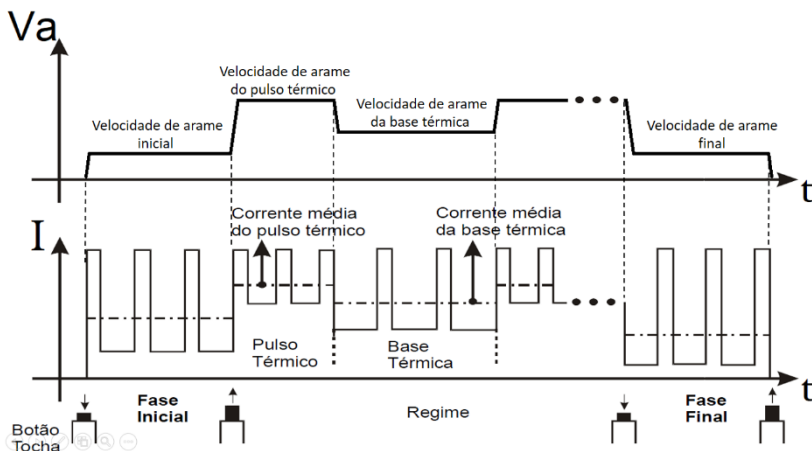 Va
Velocidade de arame
do pulso térmico
Velocidade de arame
inicial
Velocidade de arame
da base térmica
Velocidade de arame
final
t
I
Corrente média
do pulso térmico
Corrente média
da base térmica
Pulso
Térmico
Base
Térmica
t
Fase
Inicial
Regime
Fase
Final
Botão
Tocha